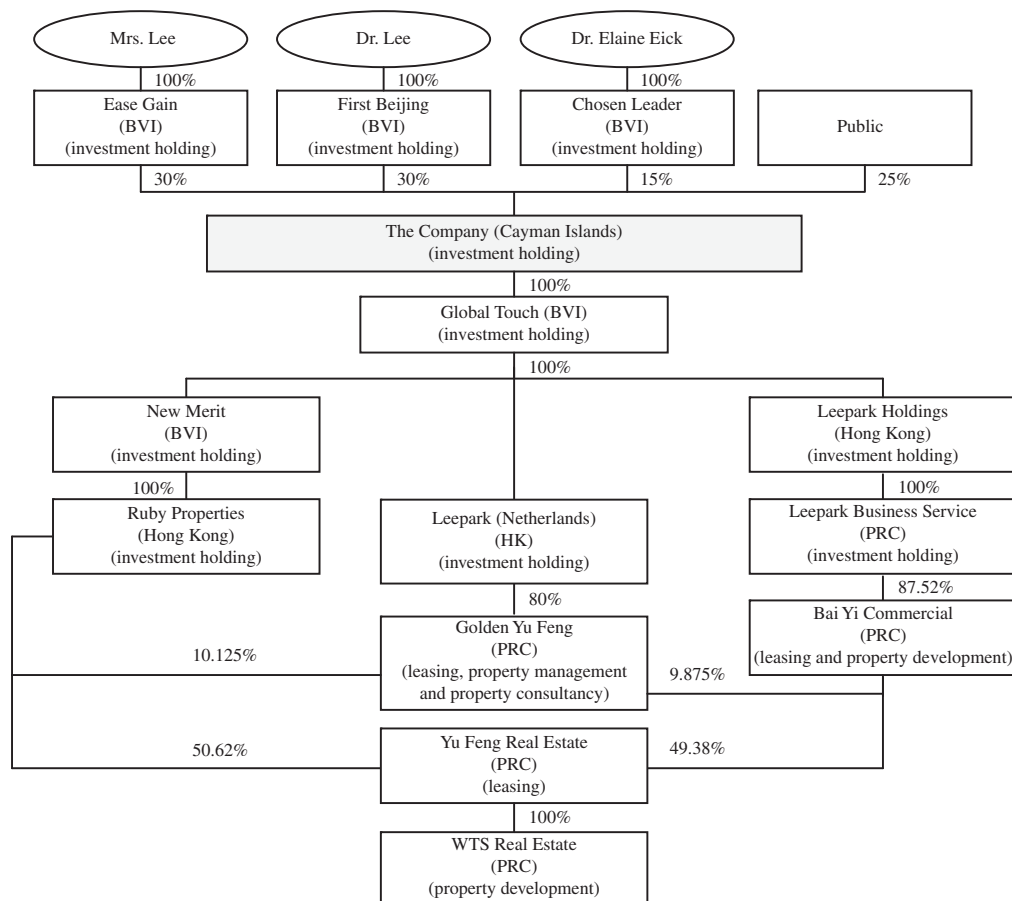 Mrs. Lee
Dr. Lee
Dr. Elaine Eick
100%
100%
100%
Ease Gain
(BVI)
(investment holding)
First Beijing
(BVI)
(investment holding)
Chosen Leader
(BVI)
(investment holding)
Public
30%
30%
15%
25%
The Company (Cayman Islands)
(investment holding)
100%
Global Touch (BVI)
(investment holding)
100%
New Merit
(BVI)
(investment holding)
Leepark Holdings
(Hong Kong)
(investment holding)
100%
100%
Ruby Properties
(Hong Kong)
(investment holding)
Leepark (Netherlands)
(HK)
(investment holding)
Leepark Business Service
(PRC)
(investment holding)
80%
87.52%
Golden Yu Feng
(PRC)
(leasing, property management
and property consultancy)
Bai Yi Commercial
(PRC)
(leasing and property development)
10.125%
9.875%
Yu Feng Real Estate
(PRC)
(leasing)
50.62%
49.38%
100%
WTS Real Estate
(PRC)
(property development)